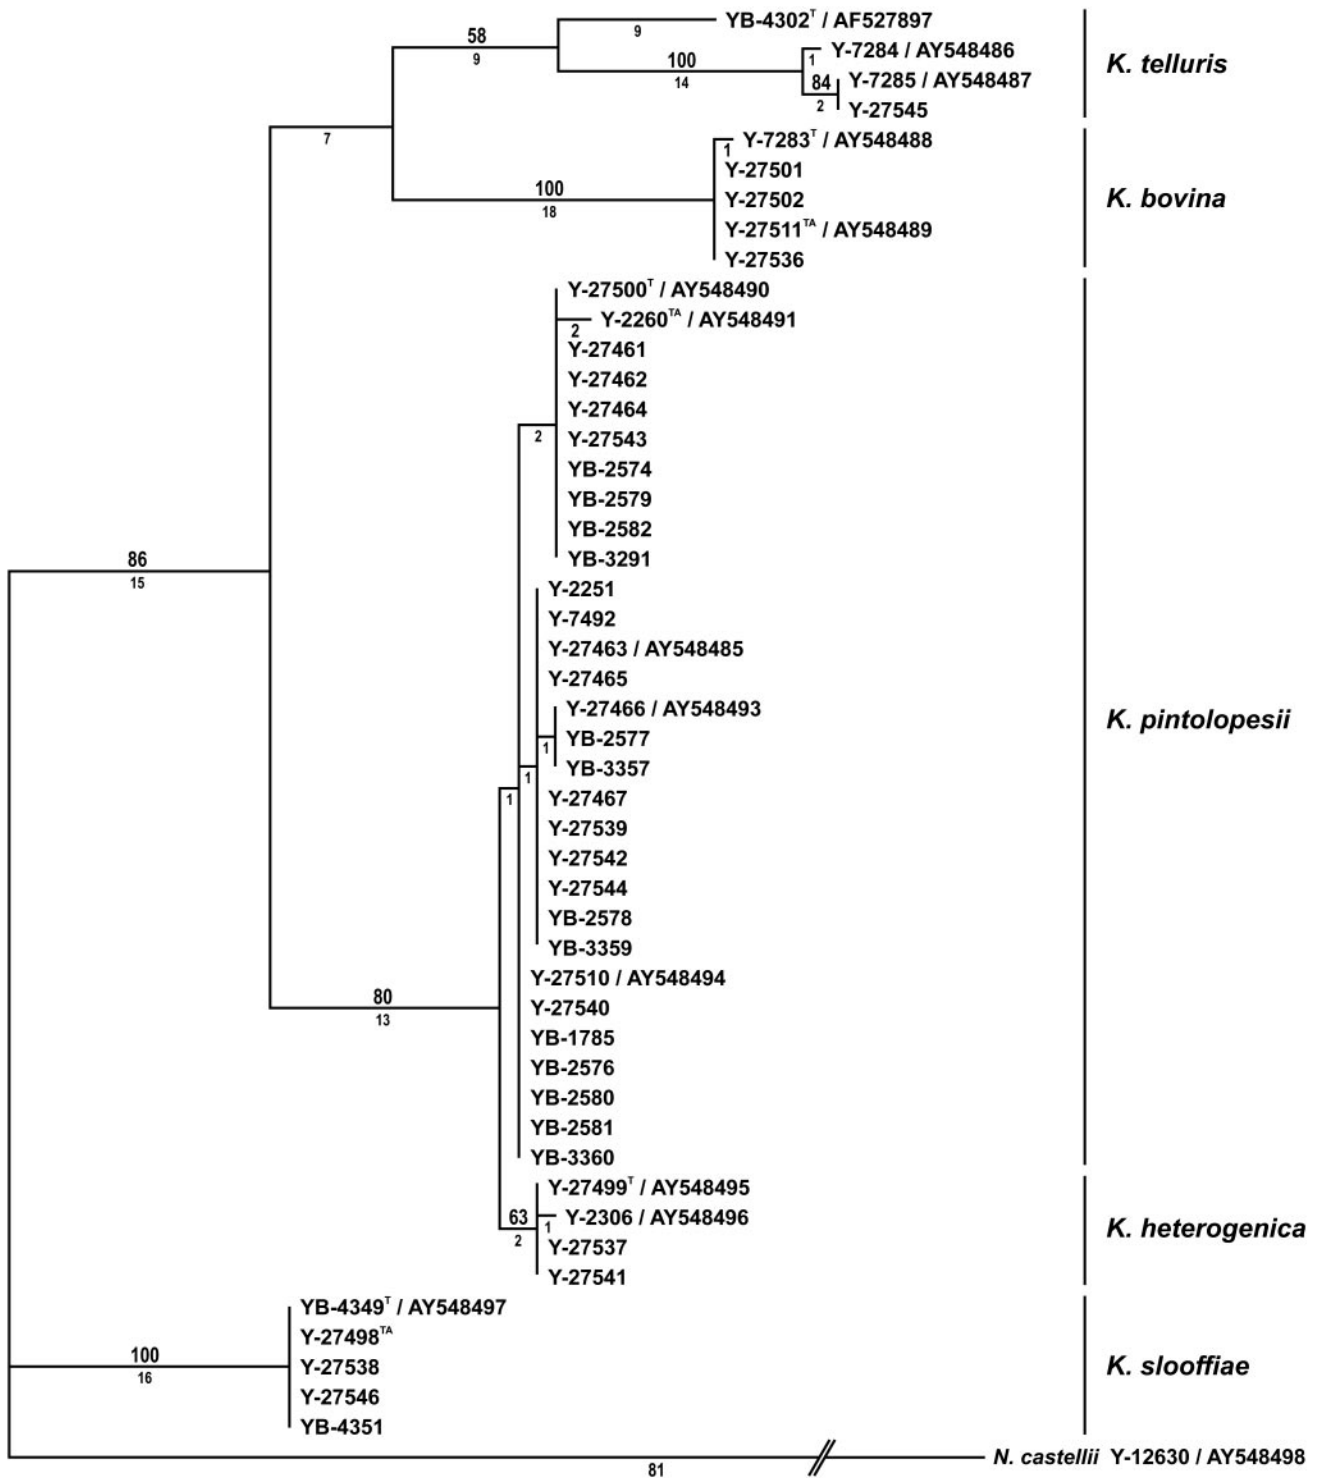 YB-4302ᵀ / AF527897
9
58
9
Y-7284 / AY548486
1
100
14
K. telluris
84
Y-7285 / AY548487
2
Y-27545
7
Y-7283ᵀ / AY548488
1
Y-27501
100
18
Y-27502
K. bovina
Y-27511ᵀᴬ / AY548489
Y-27536
Y-27500ᵀ / AY548490
Y-2260ᵀᴬ / AY548491
2
Y-27461
Y-27462
Y-27464
2
Y-27543
YB-2574
YB-2579
YB-2582
86
15
YB-3291
Y-2251
Y-7492
Y-27463 / AY548485
Y-27465
Y-27466 / AY548493
K. pintolopesii
1
YB-2577
YB-3357
1
1
Y-27467
Y-27539
Y-27542
Y-27544
YB-2578
YB-3359
Y-27510 / AY548494
80
13
Y-27540
YB-1785
YB-2576
YB-2580
YB-2581
YB-3360
Y-27499ᵀ / AY548495
63
2
Y-2306 / AY548496
1
K. heterogenica
Y-27537
Y-27541
YB-4349ᵀ / AY548497
Y-27498ᵀᴬ
100
16
Y-27538
K. slooffiae
Y-27546
YB-4351
N. castellii Y-12630 / AY548498
81